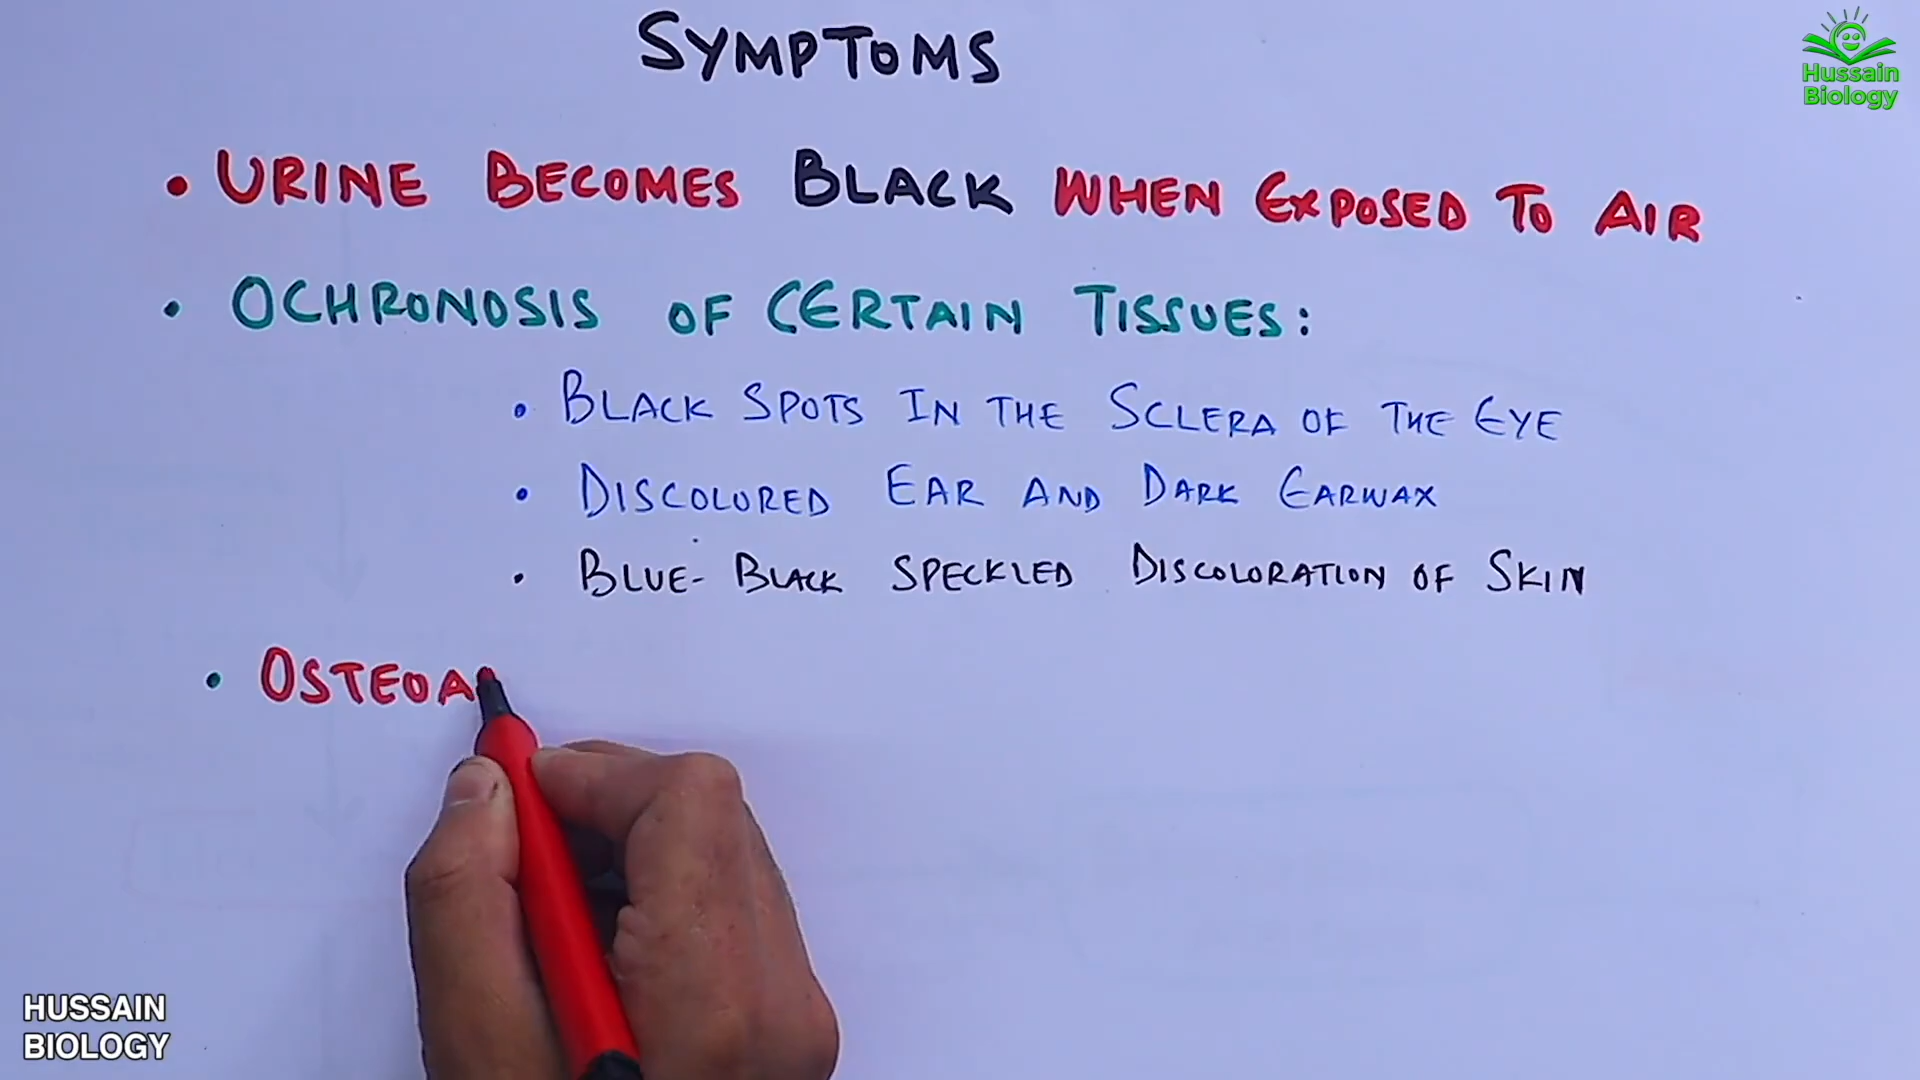 SYMPTOMS
Hussain
Biology
• URINE BECOMES BLACK WHEN EXPOSED TO AIR
• OCHRONOSIS OF CERTAIN TISSUES:
• BLACK SPOTS IN THE SCLERA OF THE EYE
• DISCOLORED EAR AND DARK EARWAX
• BLUE-BLACK SPECKLED DISCOLORATION OF SKIN
• OSTEOA
HUSSAIN
BIOLOGY